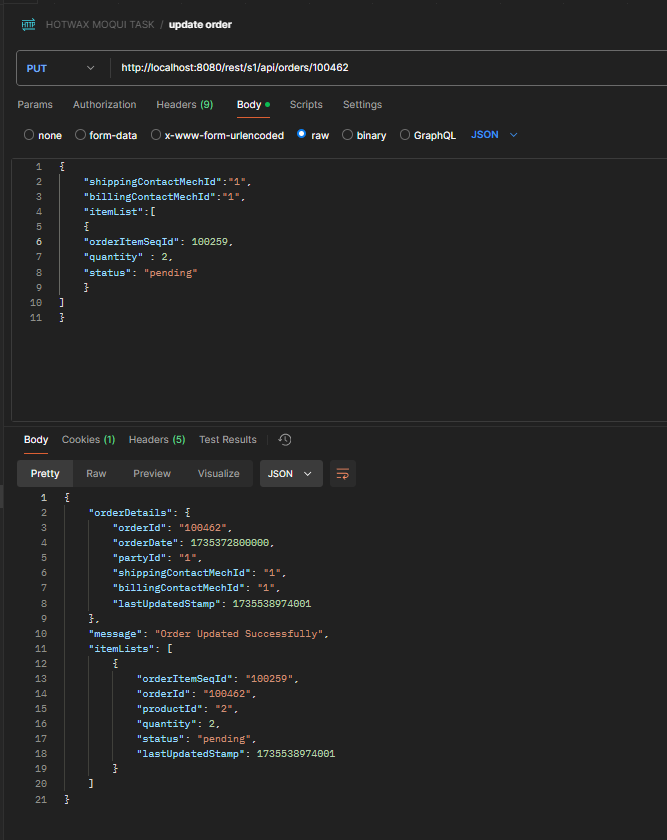 HTTP HOTWAX MOQUI TASK / update order
PUT http://localhost:8080/rest/s1/api/orders/100462
Params Authorization Headers (9) Body Scripts Settings
none form-data x-www-form-urlencoded raw binary GraphQL JSON
1 {
2 "shippingContactMechId":"1",
3 "billingContactMechId":"1",
4 "itemList":[
5 {
6 "orderItemSeqId": 100259,
7 "quantity" : 2,
8 "status": "pending"
9 }
10 ]
11 }
Body Cookies (1) Headers (5) Test Results
Pretty Raw Preview Visualize JSON
1 {
2 "orderDetails": {
3 "orderId": "100462",
4 "orderDate": 1735372800000,
5 "partyId": "1",
6 "shippingContactMechId": "1",
7 "billingContactMechId": "1",
8 "lastUpdatedStamp": 1735538974001
9 },
10 "message": "Order Updated Successfully",
11 "itemLists": [
12 {
13 "orderItemSeqId": "100259",
14 "orderId": "100462",
15 "productId": "2",
16 "quantity": 2,
17 "status": "pending",
18 "lastUpdatedStamp": 1735538974001
19 }
20 ]
21 }